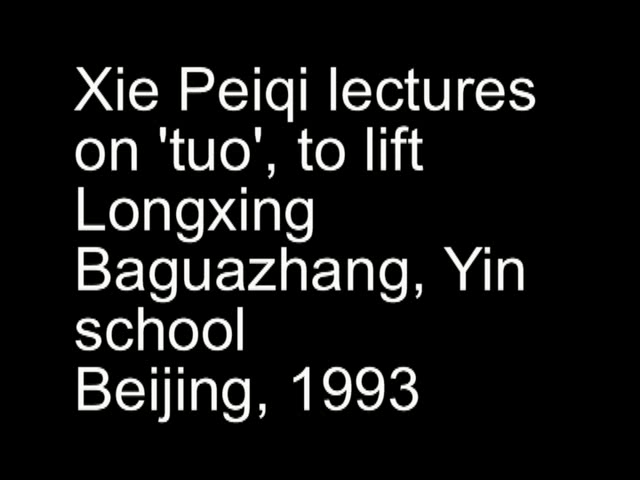 Xie Peiqi lectures
on 'tuo', to lift
Longxing
Baguazhang, Yin
school
Beijing, 1993